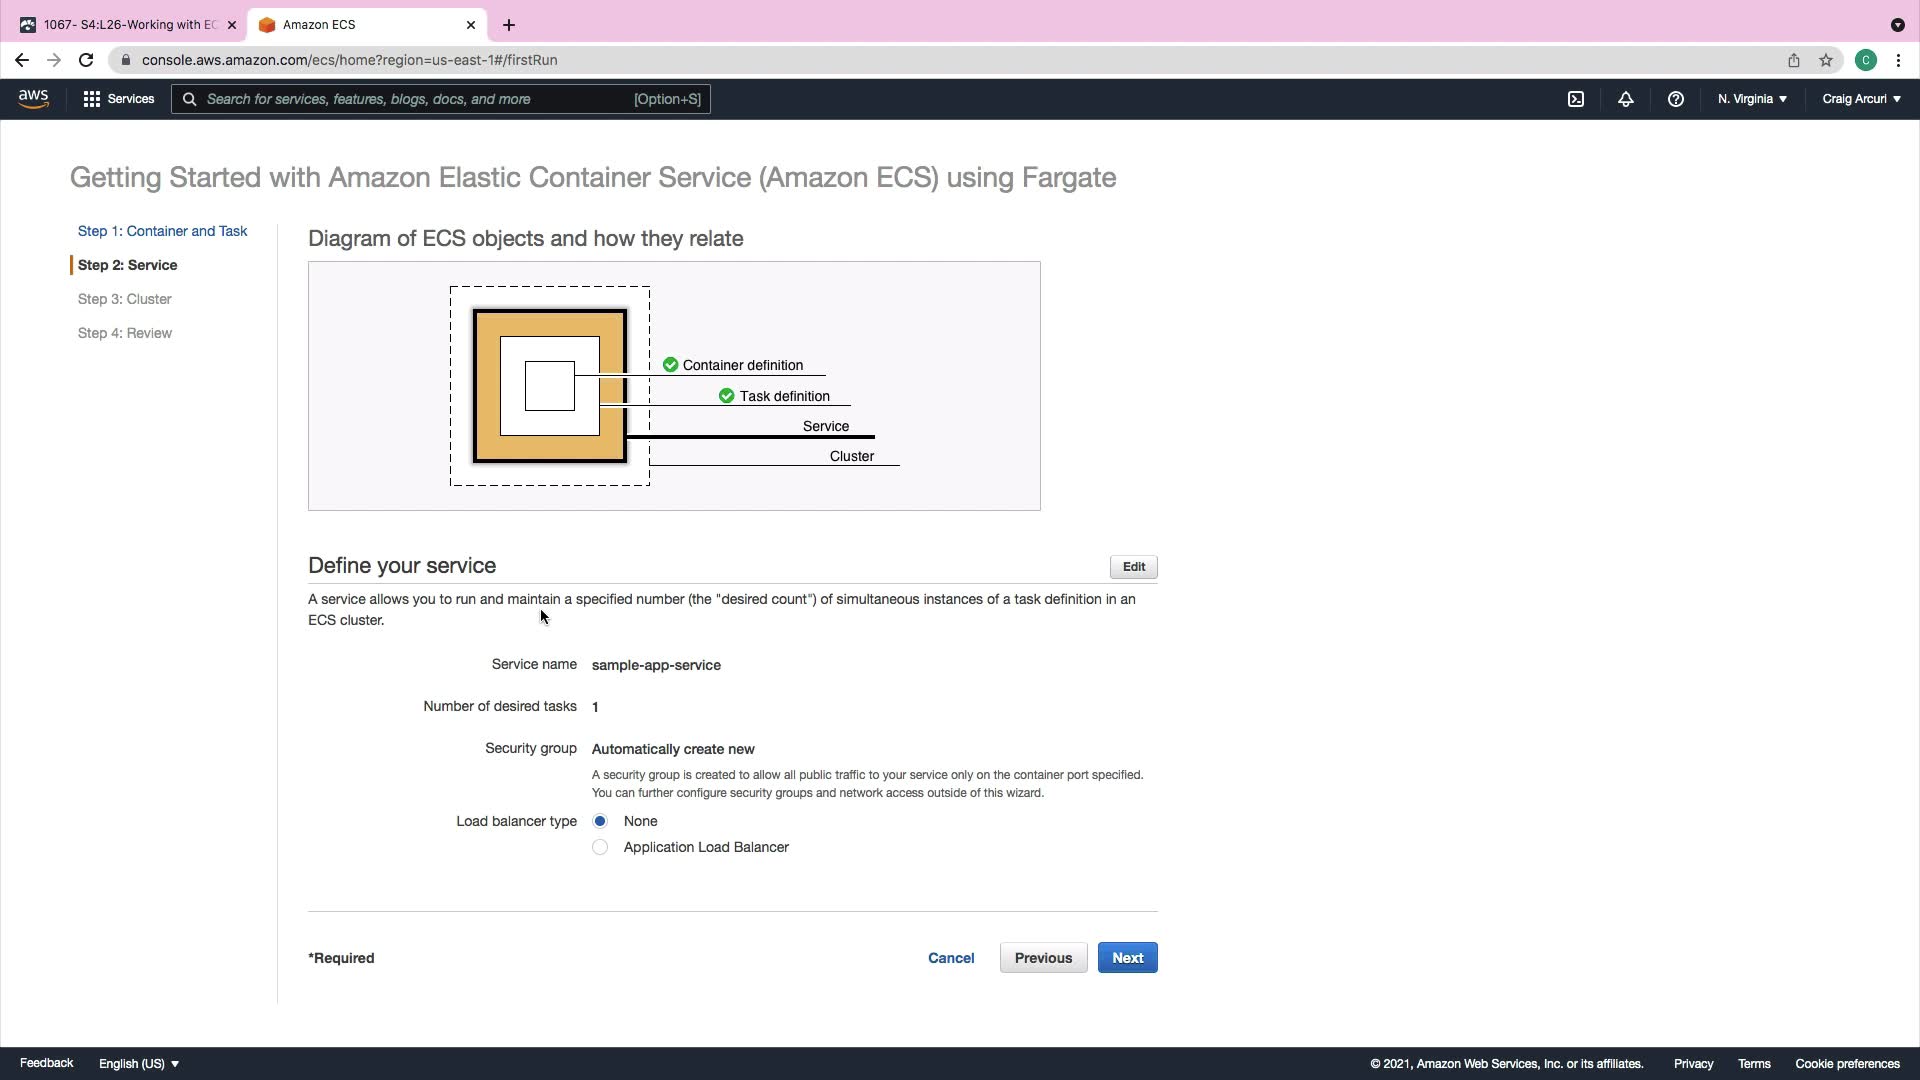 1067- S4:L26-Working with EC
Amazon ECS
console.aws.amazon.com/ecs/home?region=us-east-1#/firstRun
C
aws
Services
Search for services, features, blogs, docs, and more
[Option+S]
N. Virginia
Craig Arcuri
Getting Started with Amazon Elastic Container Service (Amazon ECS) using Fargate
Step 1: Container and Task
Step 2: Service
Step 3: Cluster
Step 4: Review
Diagram of ECS objects and how they relate
Container definition
Task definition
Service
Cluster
Define your service
Edit
A service allows you to run and maintain a specified number (the "desired count") of simultaneous instances of a task definition in an
ECS cluster.
Service name sample-app-service
Number of desired tasks 1
Security group Automatically create new
A security group is created to allow all public traffic to your service only on the container port specified.
You can further configure security groups and network access outside of this wizard.
Load balancer type None
Application Load Balancer
*Required
Cancel
Previous
Next
Feedback
English (US)
© 2021, Amazon Web Services, Inc. or its affiliates.
Privacy
Terms
Cookie preferences